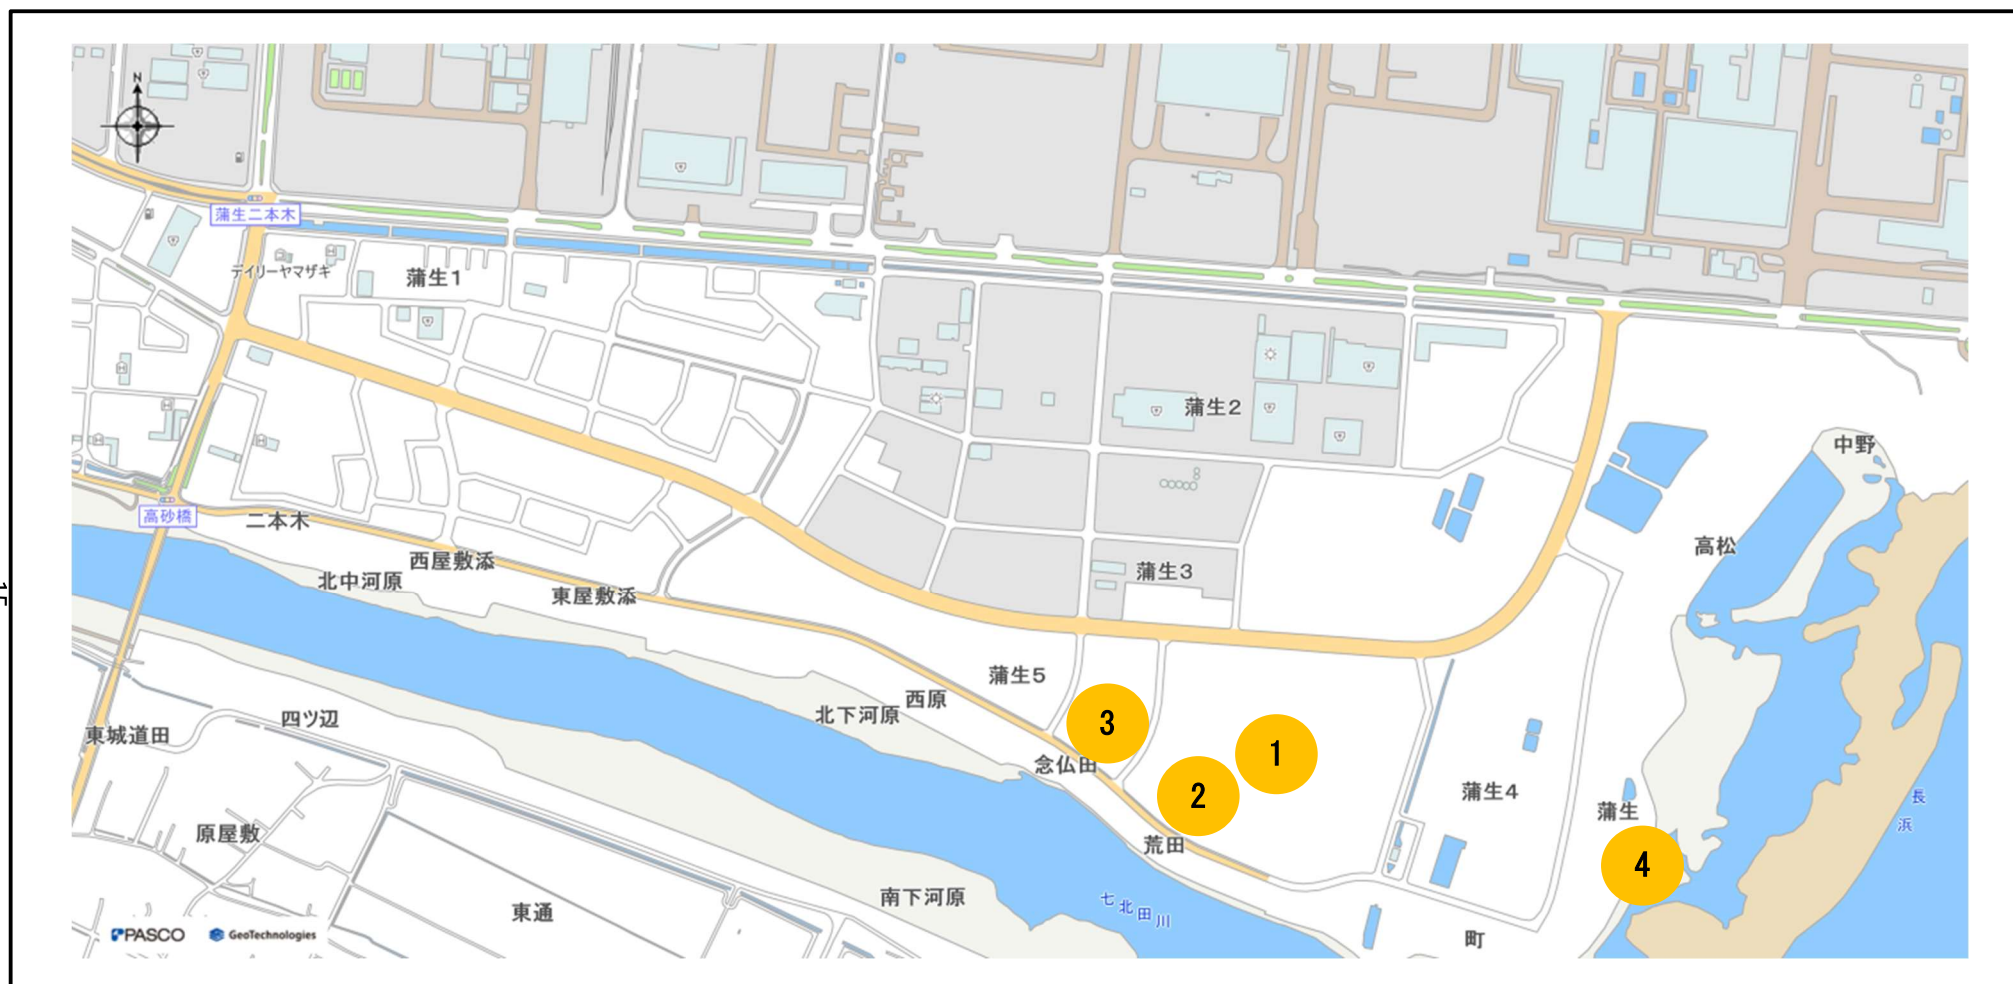 N
蒲生二本木
デイリーヤマザキ
蒲生1
蒲生2
中野
高砂橋
二本木
西屋敷添
北中河原
東屋敷添
高松
蒲生3
蒲生5
西原
北下河原
四ツ辺
東城道田
3
1
念仏田
2
蒲生4
蒲生
長浜
原屋敷
荒田
4
南下河原
東通
七北田川
町
PASCO
GeoTechnologies